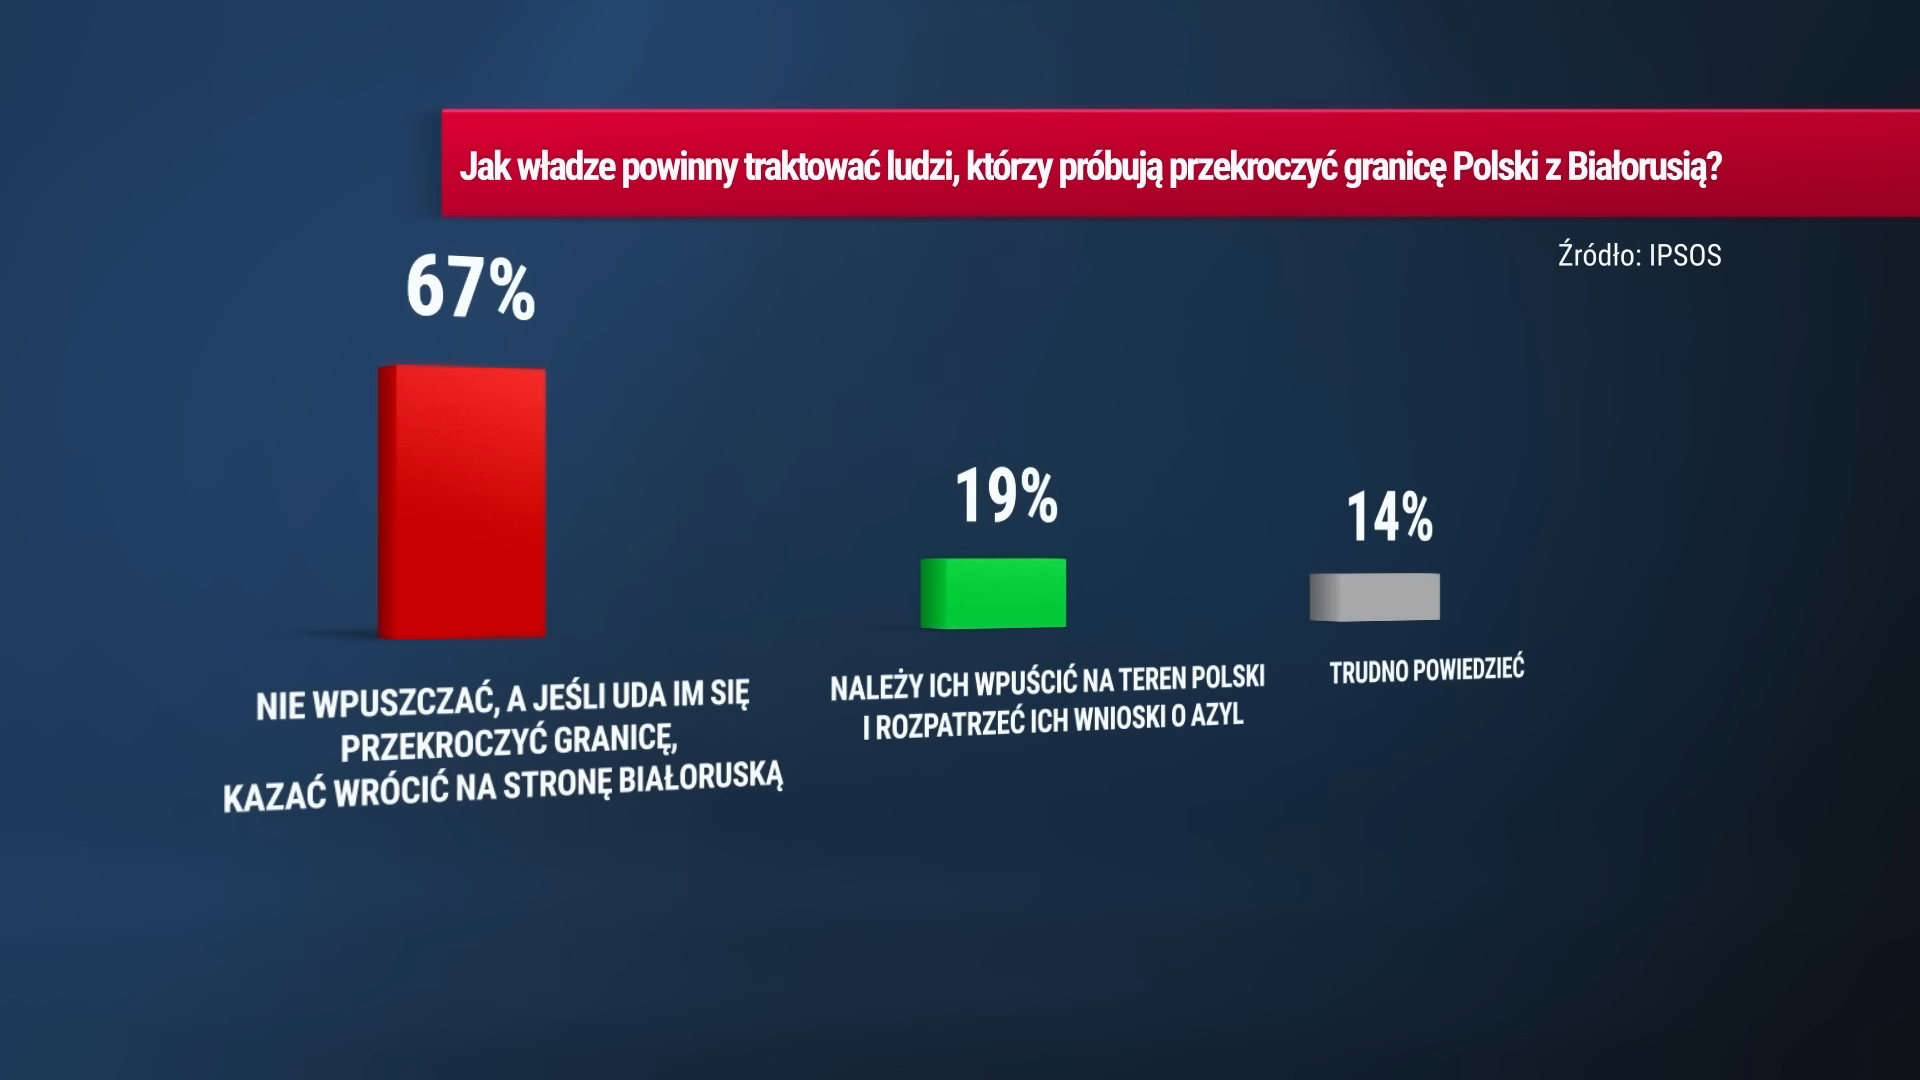 Jak władze powinny traktować ludzi, którzy próbują przekroczyć granicę Polski z Białorusią?
Źródło: IPSOS
67%
NIE WPUSZCZAĆ, A JEŚLI UDA IM SIĘ
PRZEKROCZYĆ GRANICĘ,
KAZAĆ WRÓCIĆ NA STRONĘ BIAŁORUSKĄ
19%
NALEŻY ICH WPUŚCIĆ NA TEREN POLSKI
I ROZPATRZEĆ ICH WNIOSKI O AZYL
14%
TRUDNO POWIEDZIEĆ